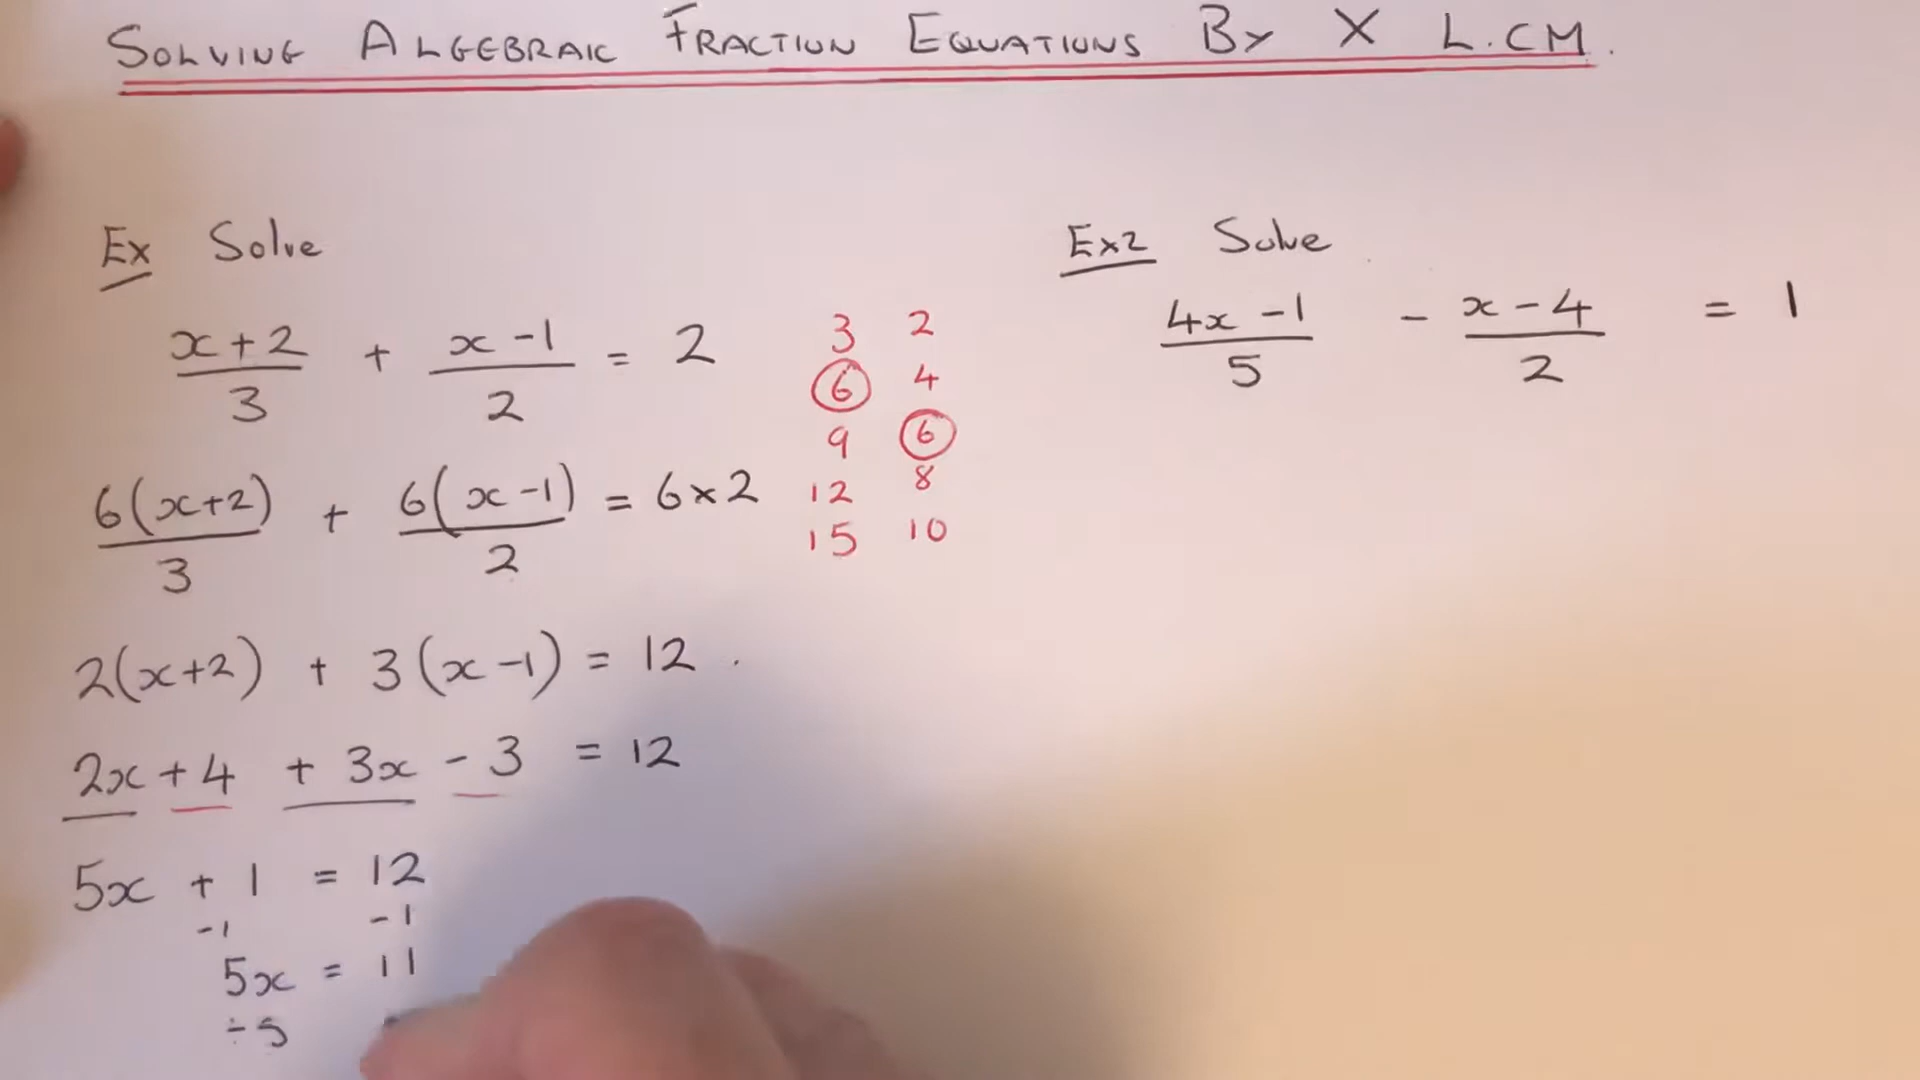 SOLVING ALGEBRAIC FRACTION EQUATIONS BY X L.CM.
Ex Solve
x+2/3 + x-1/2 = 2
6(x+2)/3 + 6(x-1)/2 = 6x2
2(x+2) + 3(x-1) = 12
2x+4 + 3x - 3 = 12
5x + 1 = 12
-1 -1
5x = 11
÷5
3 2
6 4
9 6
12 8
15 10
Ex2 Solve
4x-1/5 - x-4/2 = 1